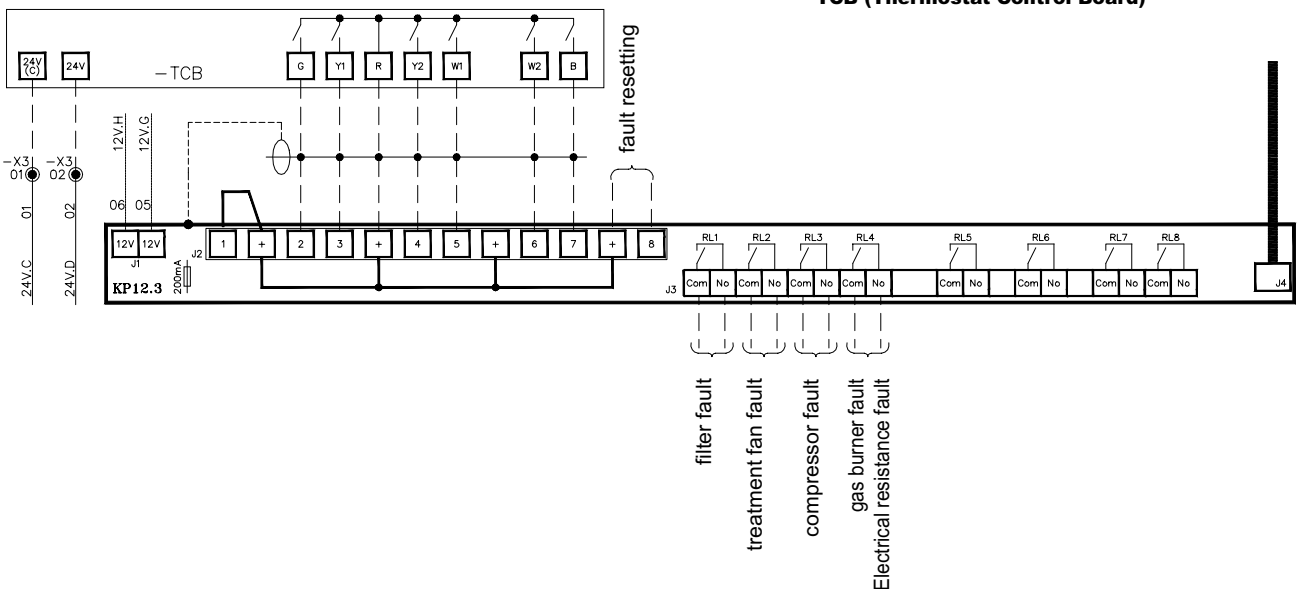 TCB (Thermostat Control Board)
24V (C) 24V G Y1 R Y2 W1 W2 B
-TCB
fault resetting
12V.H 12V.G
-X3 01 -X3 02
01 02 06 05
24V.C 24V.D
12V 12V 1 + 2 3 + 4 5 + 6 7 + 8
J1 J2
KP12.3 200mA
RL1 RL2 RL3 RL4 RL5 RL6 RL7 RL8
J3 Com No Com No Com No Com No Com No Com No Com No Com No J4
filter fault
treatment fan fault
compressor fault
gas burner fault
Electrical resistance fault